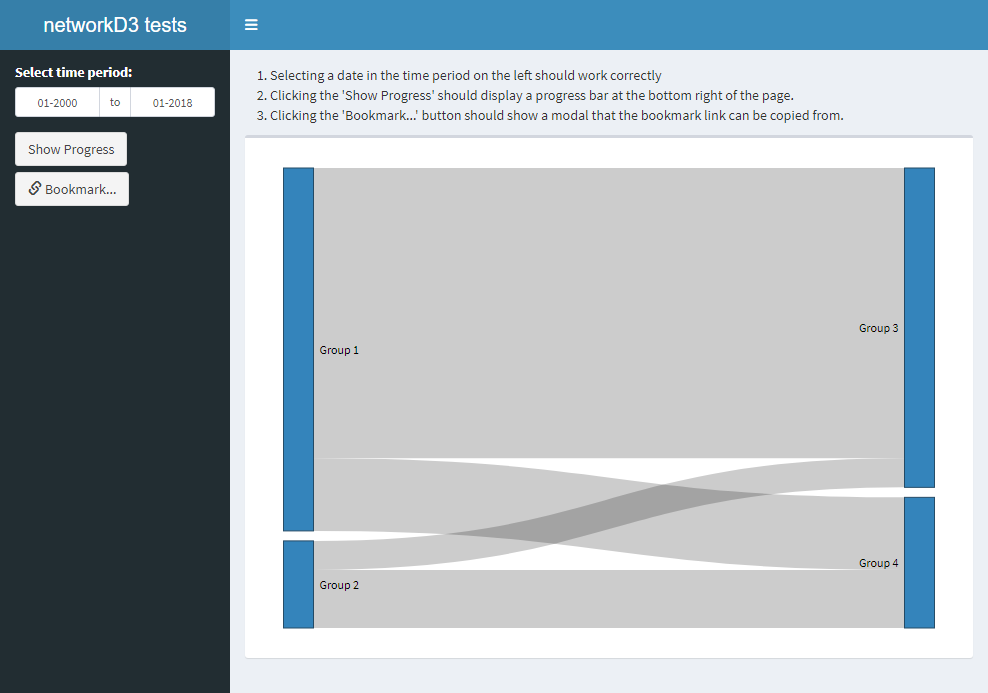 networkD3 tests
Select time period:
01-2000 to 01-2018
Show Progress
Bookmark...
1. Selecting a date in the time period on the left should work correctly
2. Clicking the 'Show Progress' should display a progress bar at the bottom right of the page.
3. Clicking the 'Bookmark...' button should show a modal that the bookmark link can be copied from.
Group 3
Group 1
Group 4
Group 2